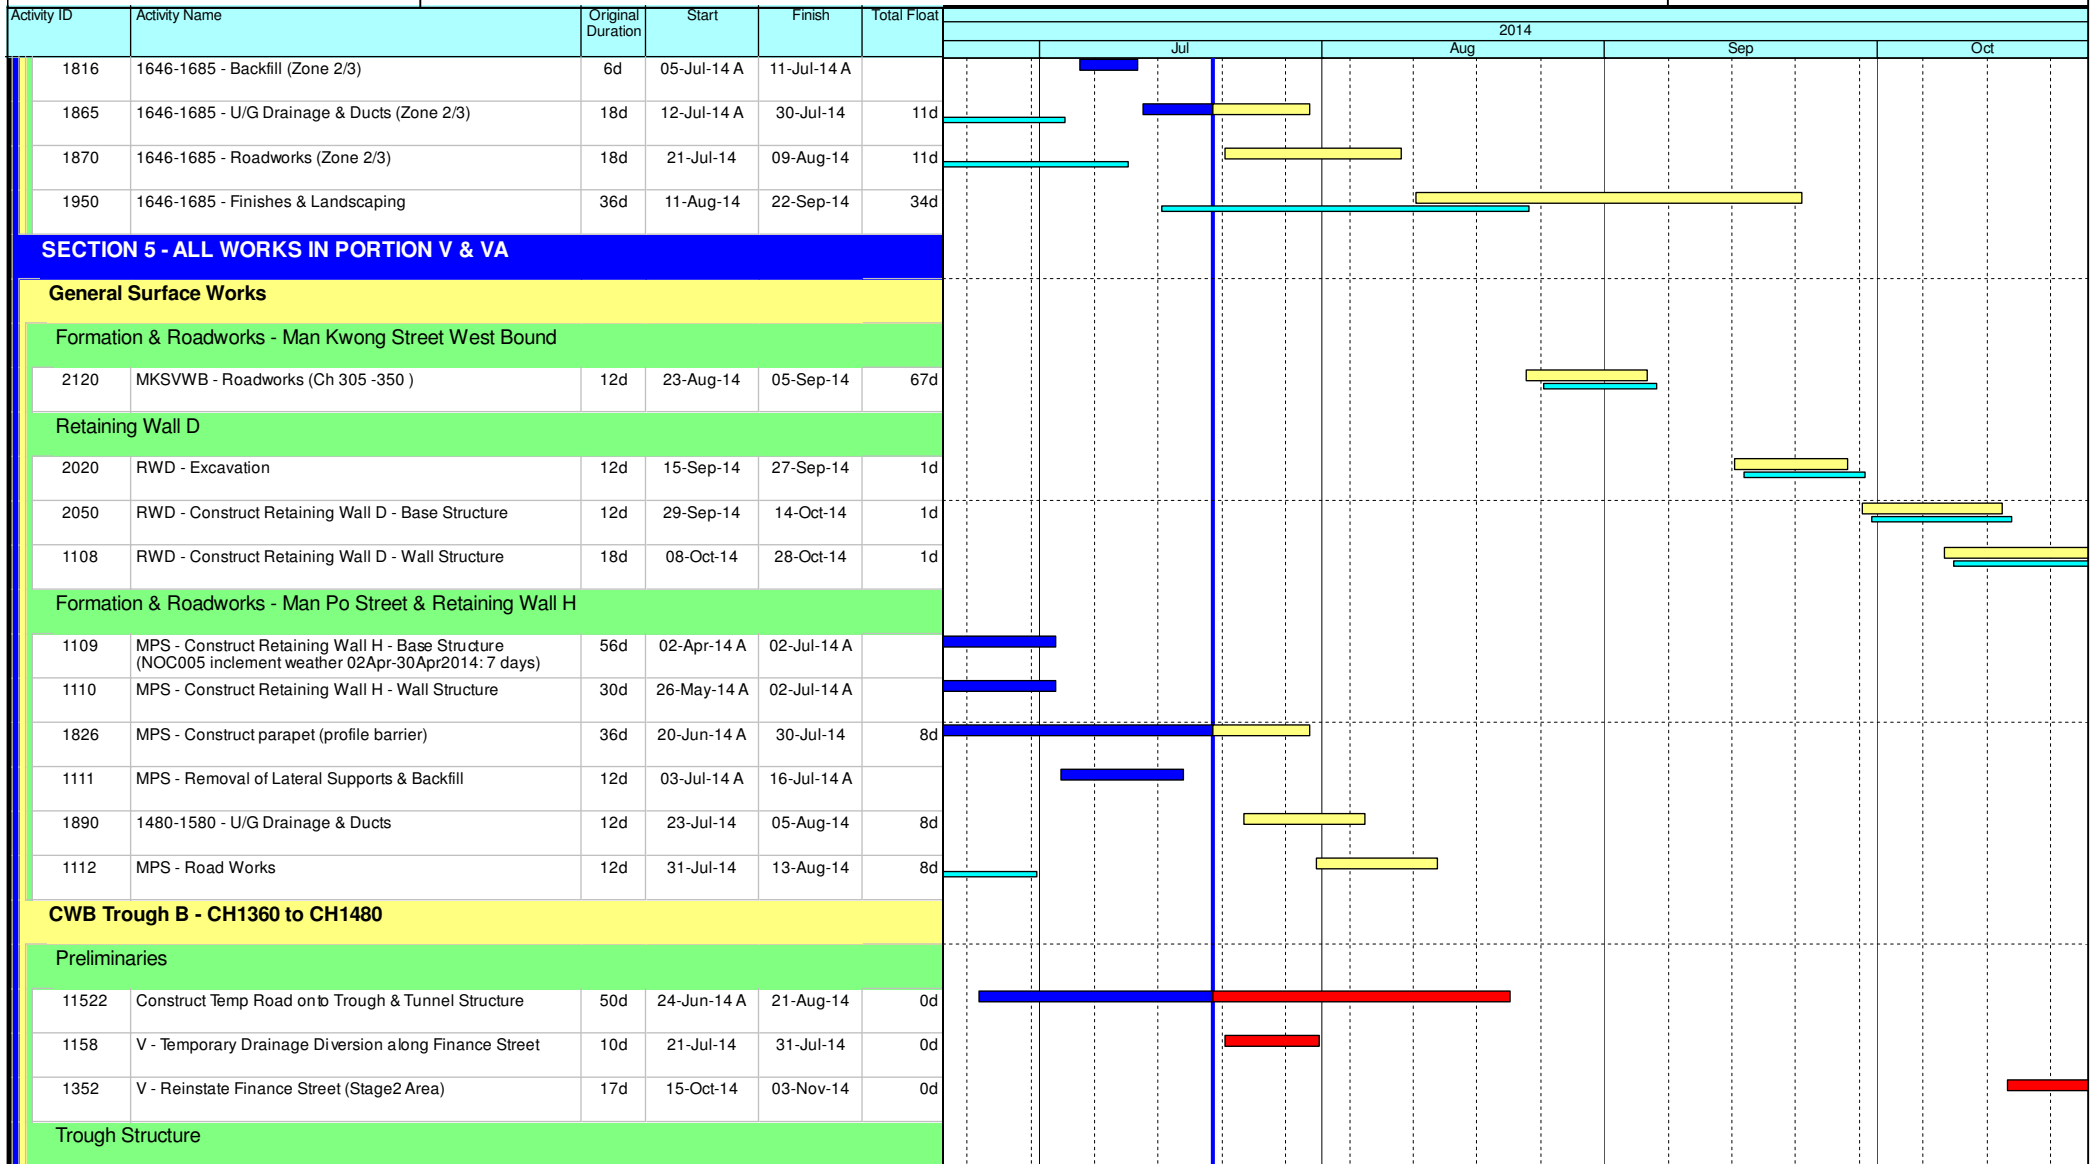 Activity ID Activity Name Original Duration Start Finish Total Float
2014
Jul Aug Sep Oct
1816 1646-1685 - Backfill (Zone 2/3) 6d 05-Jul-14 A 11-Jul-14 A
1865 1646-1685 - U/G Drainage & Ducts (Zone 2/3) 18d 12-Jul-14 A 30-Jul-14 11d
1870 1646-1685 - Roadworks (Zone 2/3) 18d 21-Jul-14 09-Aug-14 11d
1950 1646-1685 - Finishes & Landscaping 36d 11-Aug-14 22-Sep-14 34d
SECTION 5 - ALL WORKS IN PORTION V & VA
General Surface Works
Formation & Roadworks - Man Kwong Street West Bound
2120 MKSVWB - Roadworks (Ch 305 -350 ) 12d 23-Aug-14 05-Sep-14 67d
Retaining Wall D
2020 RWD - Excavation 12d 15-Sep-14 27-Sep-14 1d
2050 RWD - Construct Retaining Wall D - Base Structure 12d 29-Sep-14 14-Oct-14 1d
1108 RWD - Construct Retaining Wall D - Wall Structure 18d 08-Oct-14 28-Oct-14 1d
Formation & Roadworks - Man Po Street & Retaining Wall H
1109 MPS - Construct Retaining Wall H - Base Structure 56d 02-Apr-14 A 02-Jul-14 A
(NOC005 inclement weather 02Apr-30Apr2014: 7 days)
1110 MPS - Construct Retaining Wall H - Wall Structure 30d 26-May-14 A 02-Jul-14 A
1826 MPS - Construct parapet (profile barrier) 36d 20-Jun-14 A 30-Jul-14 8d
1111 MPS - Removal of Lateral Supports & Backfill 12d 03-Jul-14 A 16-Jul-14 A
1890 1480-1580 - U/G Drainage & Ducts 12d 23-Jul-14 05-Aug-14 8d
1112 MPS - Road Works 12d 31-Jul-14 13-Aug-14 8d
CWB Trough B - CH1360 to CH1480
Preliminaries
11522 Construct Temp Road onto Trough & Tunnel Structure 50d 24-Jun-14 A 21-Aug-14 0d
1158 V - Temporary Drainage Diversion along Finance Street 10d 21-Jul-14 31-Jul-14 0d
1352 V - Reinstate Finance Street (Stage2 Area) 17d 15-Oct-14 03-Nov-14 0d
Trough Structure